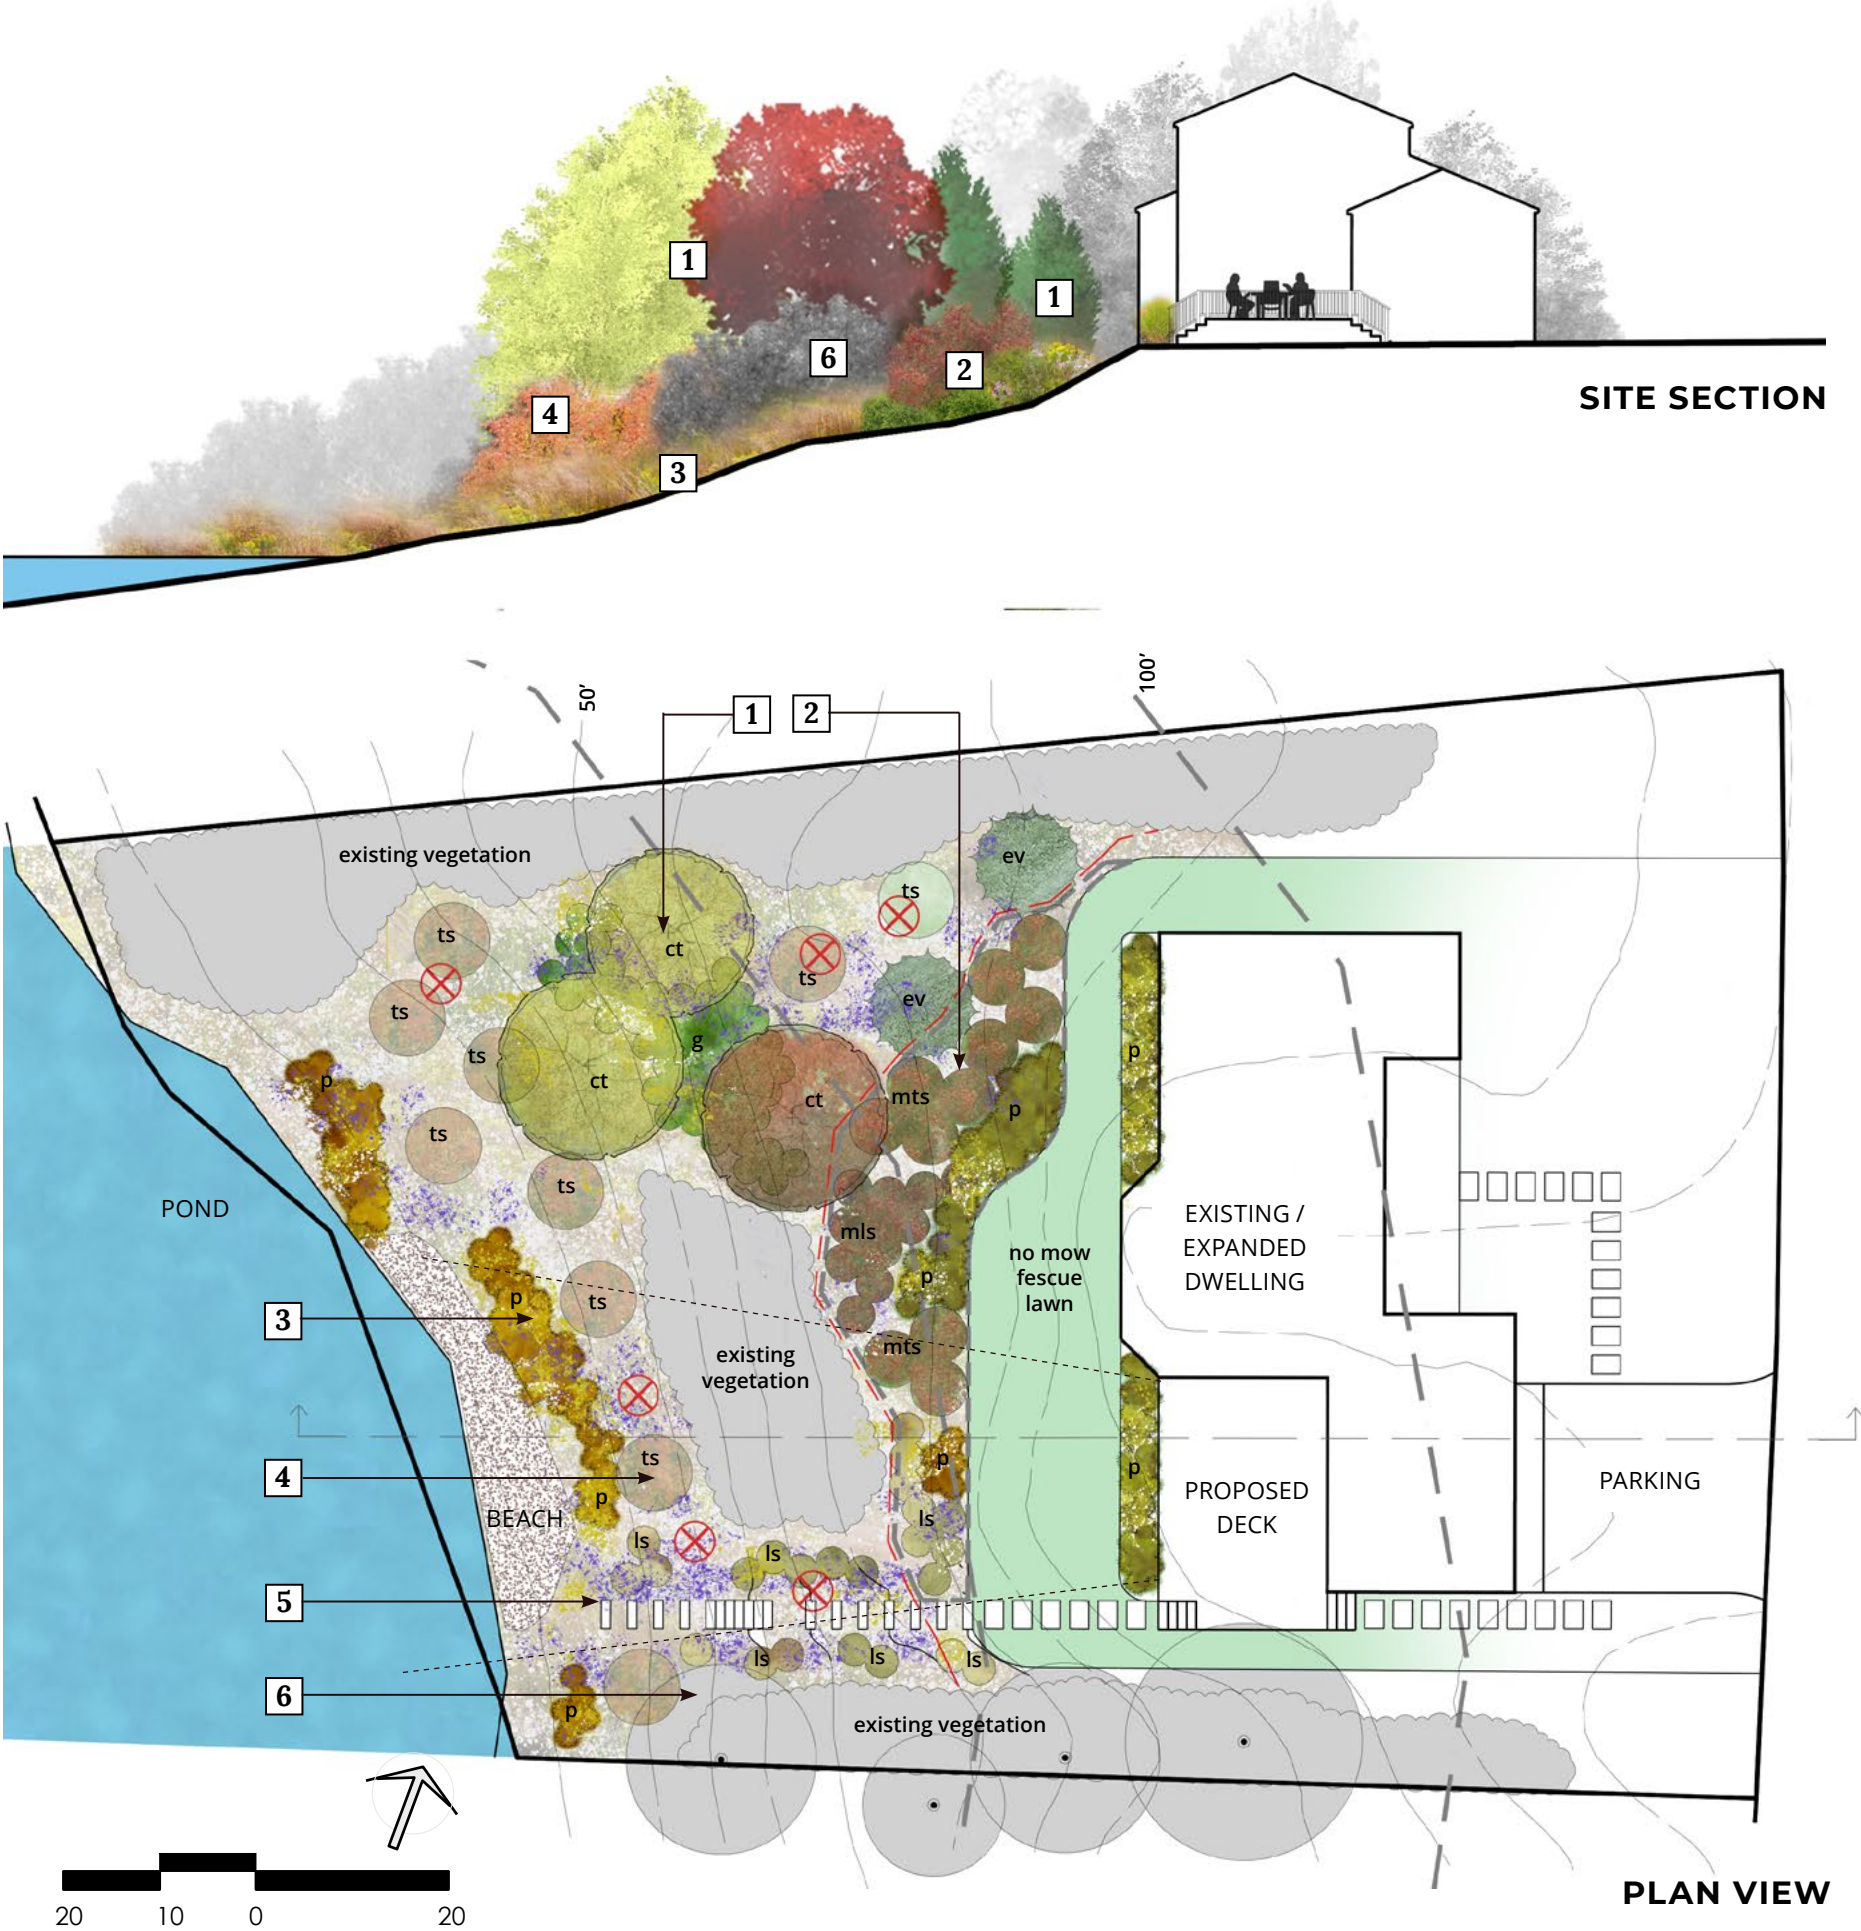 1
1
6
2
4
3
SITE SECTION
50'
100'
1
2
existing vegetation
ev
ts
ts
ct
ts
ev
ts
g
ts
p
p
ct
ct
mts
p
ts
ts
mls
POND
EXISTING /
EXPANDED
DWELLING
no mow
fescue
lawn
p
p
ts
3
mts
existing
vegetation
ts
p
p
4
p
PARKING
PROPOSED
DECK
BEACH
ls
ls
ls
5
ls
ls
ls
6
p
existing vegetation
PLAN VIEW
20
10
0
20